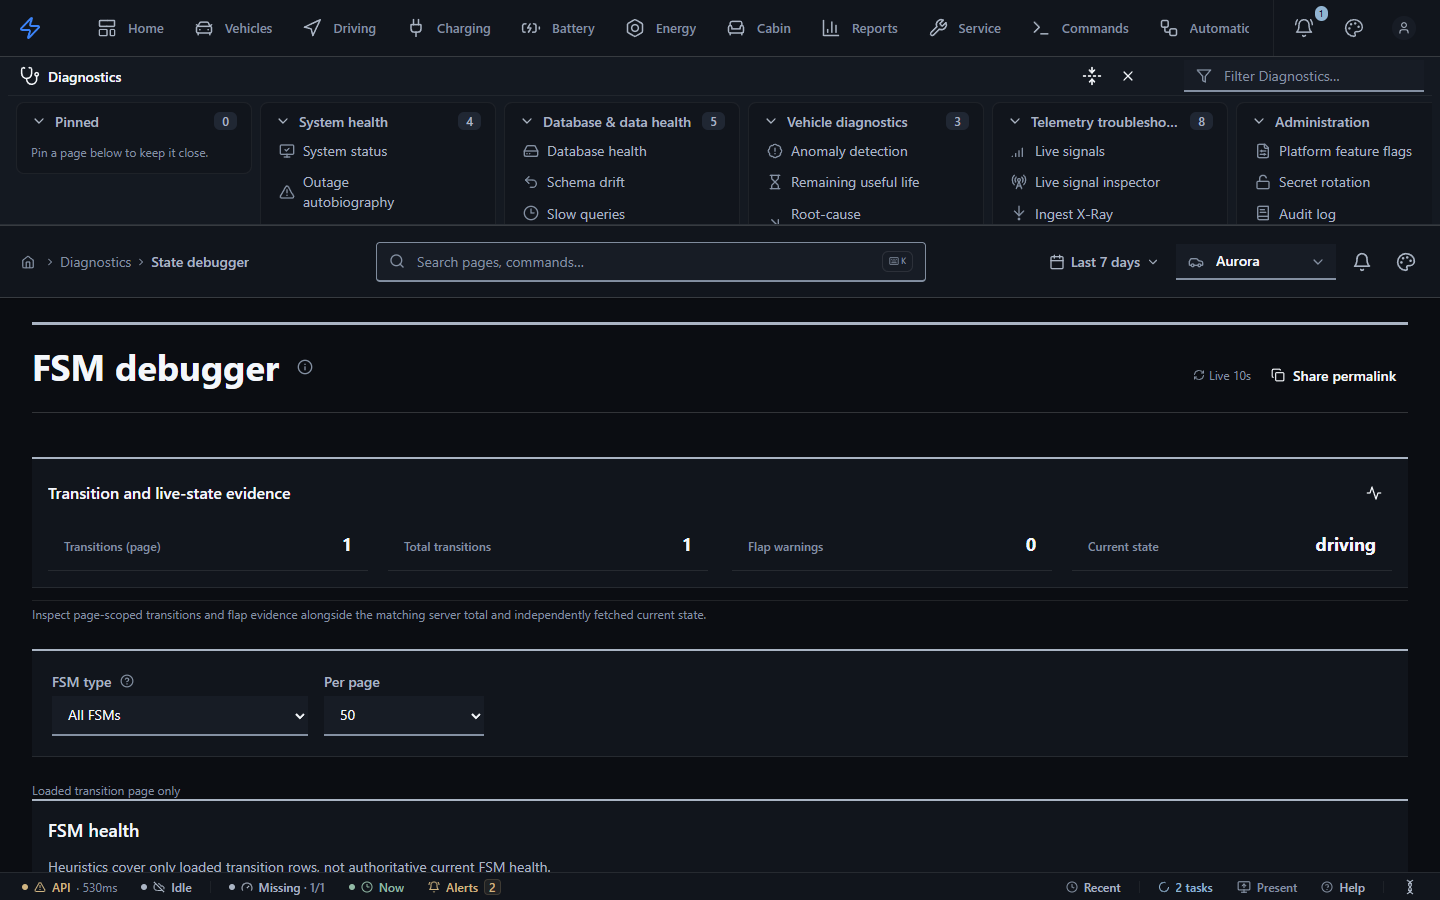 Home
Vehicles
Driving
Charging
Battery
Energy
Cabin
Reports
Service
Commands
Automatic
1
Diagnostics
Filter Diagnostics...
Pinned
0
Pin a page below to keep it close.
System health
4
System status
Outage
autobiography
Database & data health
5
Database health
Schema drift
Slow queries
Vehicle diagnostics
3
Anomaly detection
Remaining useful life
Root-cause
Telemetry troublesho...
8
Live signals
Live signal inspector
Ingest X-Ray
Administration
Platform feature flags
Secret rotation
Audit log
Diagnostics
State debugger
Search pages, commands...
K
Last 7 days
Aurora
FSM debugger
Live 10s
Share permalink
Transition and live-state evidence
Transitions (page)
1
Total transitions
1
Flap warnings
0
Current state
driving
Inspect page-scoped transitions and flap evidence alongside the matching server total and independently fetched current state.
FSM type
All FSMs
Per page
50
Loaded transition page only
FSM health
Heuristics cover only loaded transition rows, not authoritative current FSM health.
API · 530ms
Idle
Missing · 1/1
Now
Alerts 2
Recent
2 tasks
Present
Help